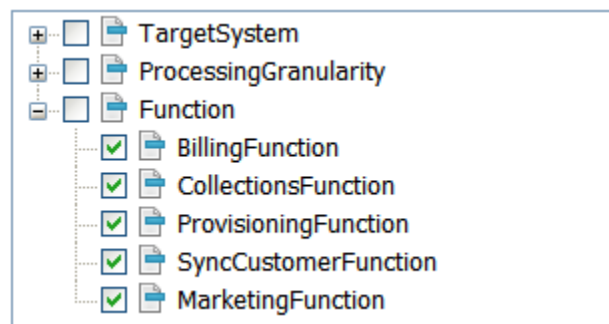 TargetSystem
ProcessingGranularity
Function
BillingFunction
CollectionsFunction
ProvisioningFunction
SyncCustomerFunction
MarketingFunction